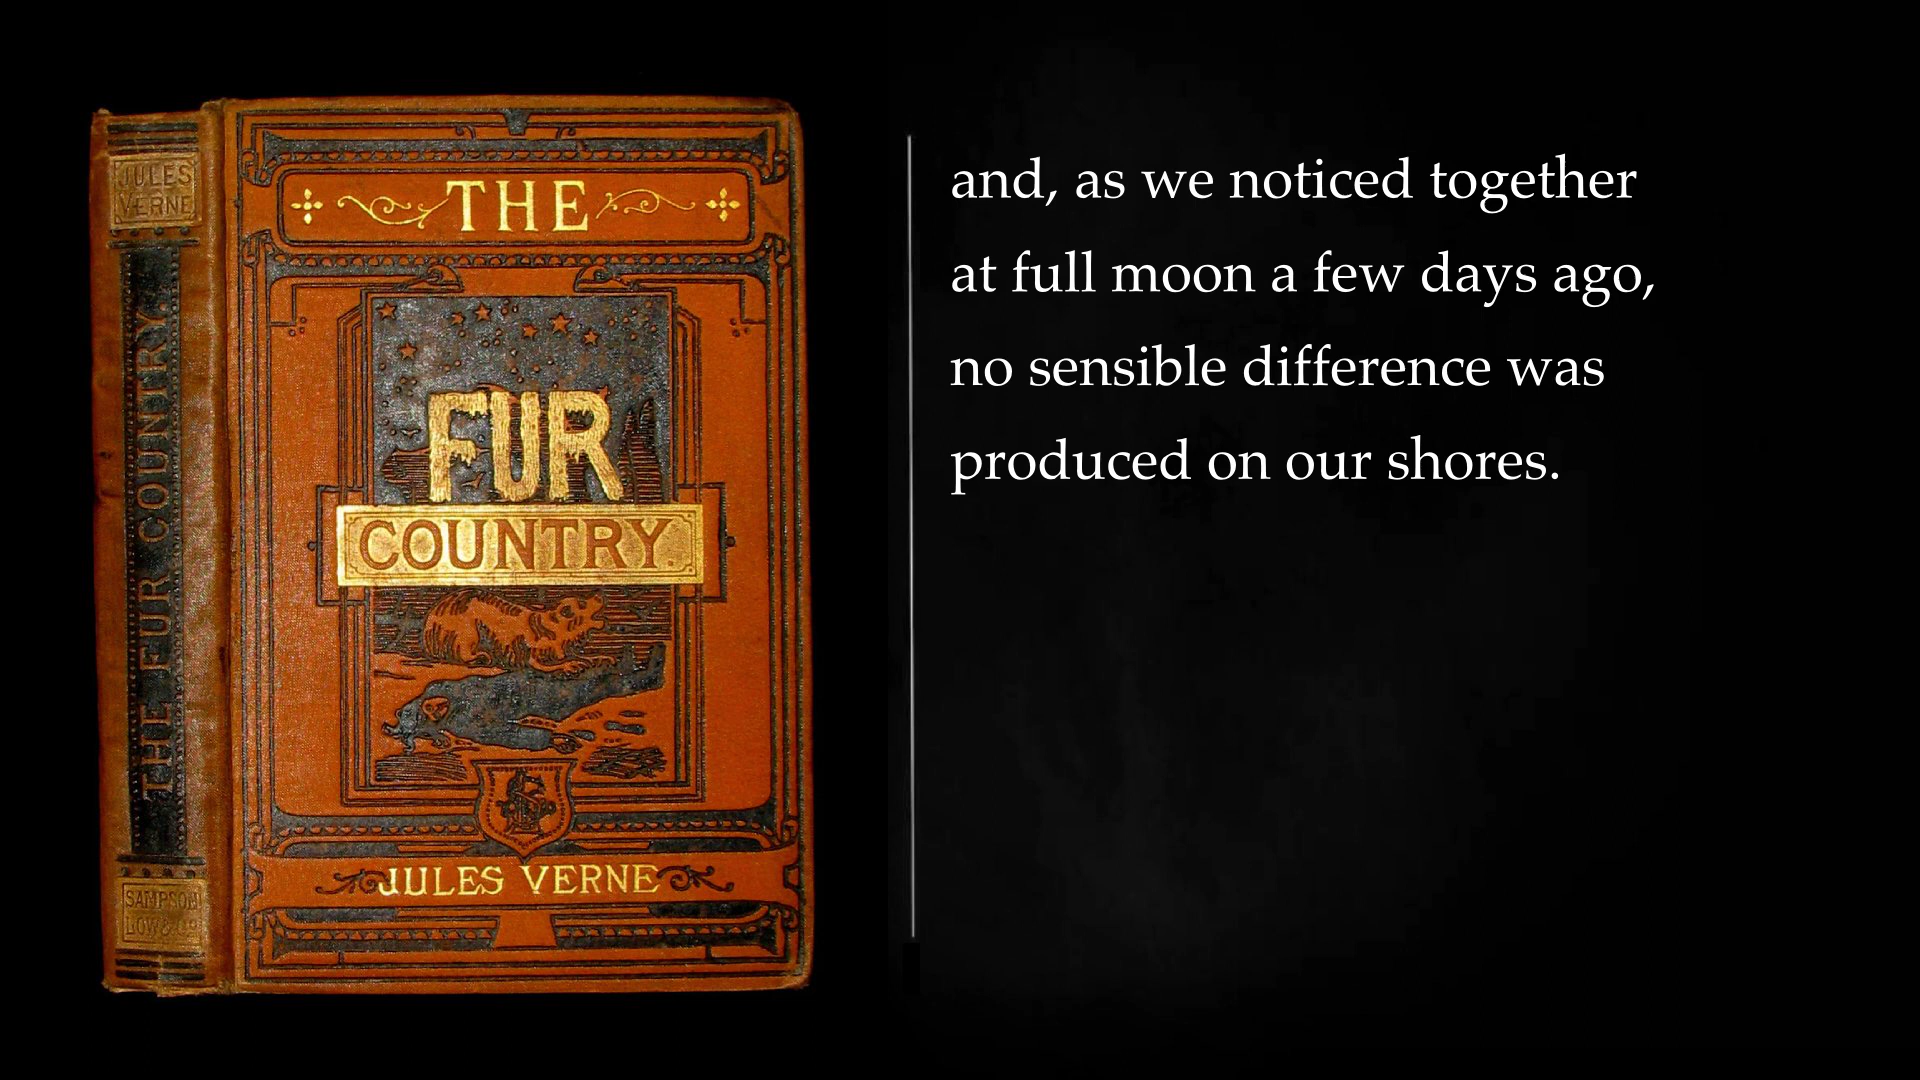 JULES
VERNE
THE FUR COUNTRY.
SAMPSON
LOW & Co
THE
FUR
COUNTRY.
JULES VERNE
and, as we noticed together
at full moon a few days ago,
no sensible difference was
produced on our shores.